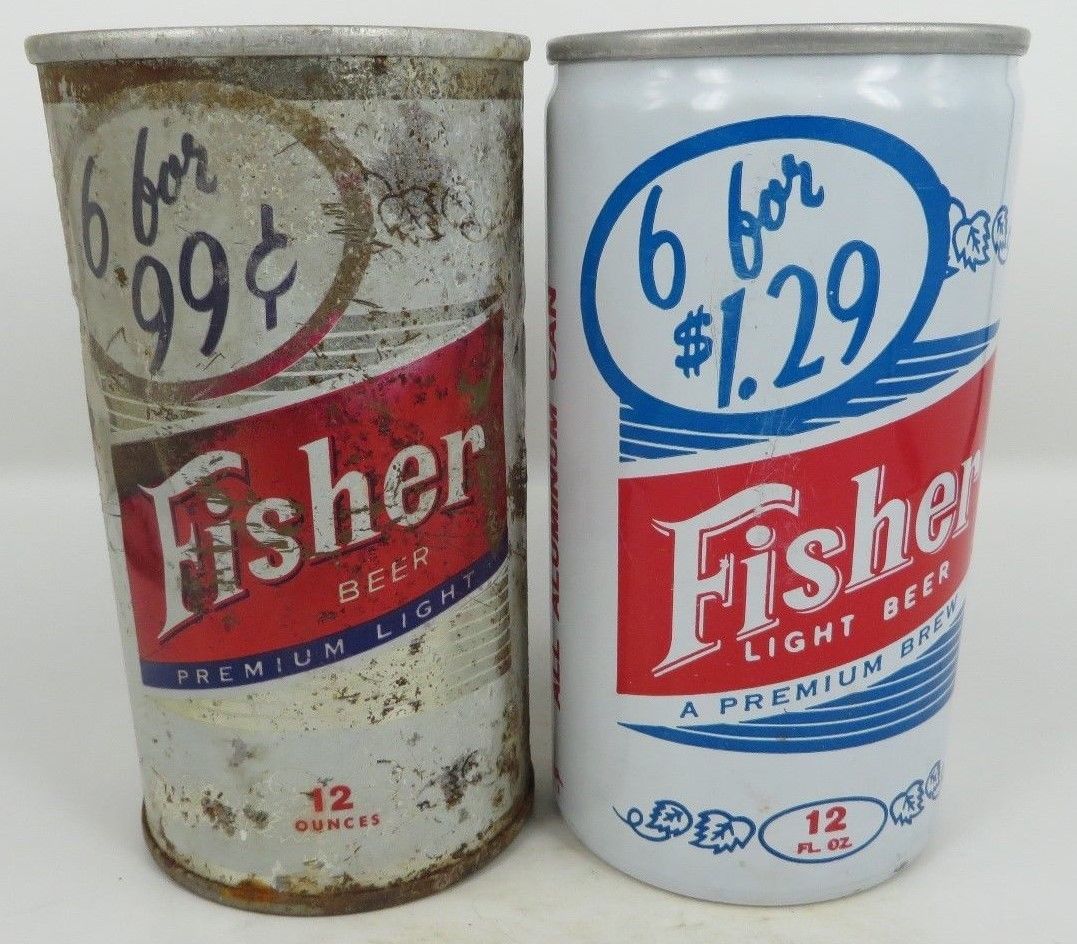 6 for
99¢
Fisher
BEER
PREMIUM LIGHT
12
OUNCES
ALL ALUMINUM CAN
6 for
$1.29
Fisher
LIGHT BEER
A PREMIUM BREW
12
FL. OZ.